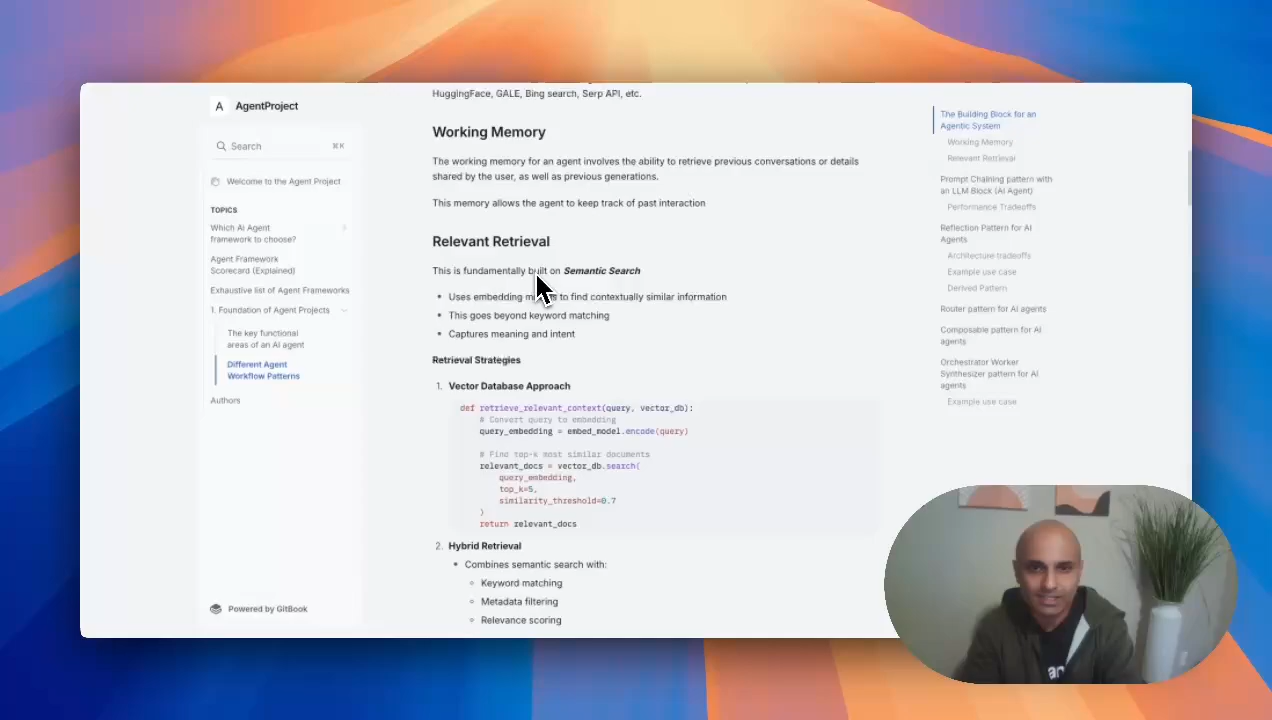 AgentProject
Search
⌘K
Welcome to the Agent Project
TOPICS
Which AI Agent
framework to choose?
Agent Framework
Scorecard (Explained)
Exhaustive list of Agent Frameworks
1. Foundation of Agent Projects
The key functional
areas of an AI agent
Different Agent
Workflow Patterns
Authors
Powered by GitBook
HuggingFace, GALE, Bing search, Serp API, etc.
Working Memory
The working memory for an agent involves the ability to retrieve previous conversations or details
shared by the user, as well as previous generations.
This memory allows the agent to keep track of past interaction
Relevant Retrieval
This is fundamentally built on Semantic Search
• Uses embedding to find contextually similar information
• This goes beyond keyword matching
• Captures meaning and intent
Retrieval Strategies
1. Vector Database Approach
def retrieve_relevant_context(query, vector_db):
# Convert query to embedding
query_embedding = embed_model.encode(query)
# Find top-k most similar documents
relevant_docs = vector_db.search(
query_embedding,
top_k=5,
similarity_threshold=0.7
)
return relevant_docs
2. Hybrid Retrieval
• Combines semantic search with:
Keyword matching
Metadata filtering
Relevance scoring
The Building Block for an
Agentic System
Working Memory
Relevant Retrieval
Prompt Chaining pattern with
an LLM Block (AI Agent)
Performance Tradeoffs
Reflection Pattern for AI
Agents
Architecture tradeoffs
Example use case
Derived Pattern
Router pattern for AI agents
Composable pattern for AI
agents
Orchestrator Worker
Synthesizer pattern for AI
agents
Example use case